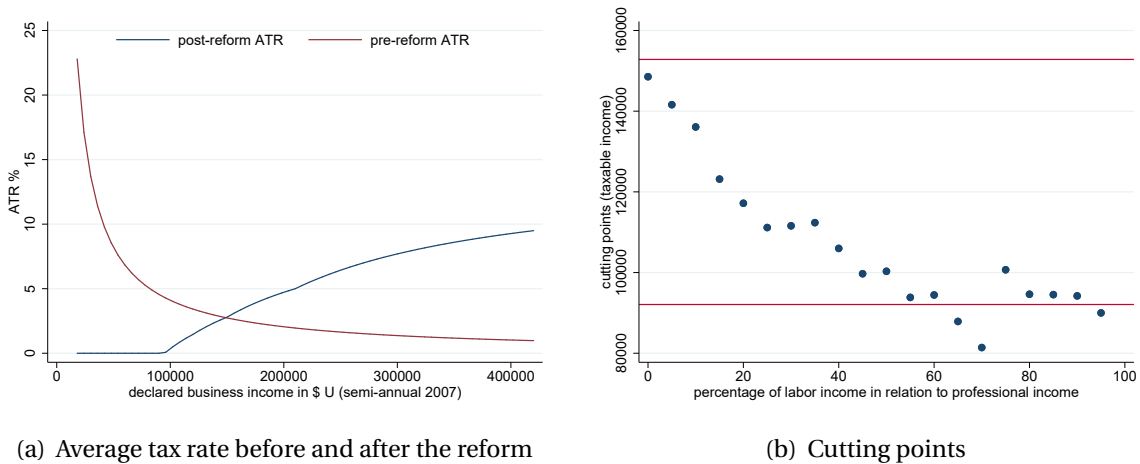 25
20
15
10
5
0
ATR %
post-reform ATR
pre-reform ATR
0
100000
200000
300000
400000
declared business income in $ U (semi-annual 2007)
(a) Average tax rate before and after the reform
160000
140000
120000
100000
80000
cutting points (taxable income)
0
20
40
60
80
100
percentage of labor income in relation to professional income
(b) Cutting points